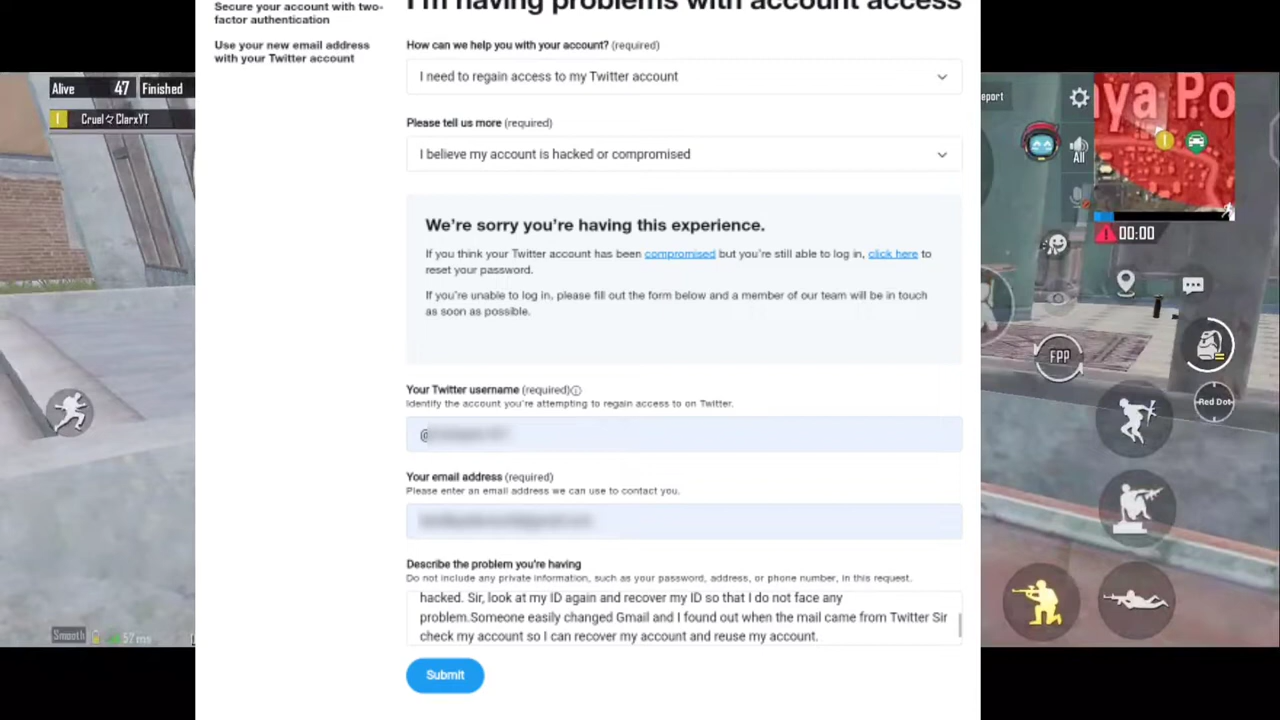 I'm having problems with account access
Secure your account with two-
factor authentication
Use your new email address
with your Twitter account
How can we help you with your account? (required)
I need to regain access to my Twitter account
Please tell us more (required)
I believe my account is hacked or compromised
We're sorry you're having this experience.
If you think your Twitter account has been compromised but you're still able to log in, click here to
reset your password.
If you're unable to log in, please fill out the form below and a member of our team will be in touch
as soon as possible.
Your Twitter username (required)
Identify the account you're attempting to regain access to on Twitter.
@
Your email address (required)
Please enter an email address we can use to contact you.
Describe the problem you're having
Do not include any private information, such as your password, address, or phone number, in this request.
hacked. Sir, look at my ID again and recover my ID so that I do not face any
problem.Someone easily changed Gmail and I found out when the mail came from Twitter Sir
check my account so I can recover my account and reuse my account.
Submit
Alive 47 Finished
1 Cruel々ClarxYT
Smooth 57 ms
eport
ya Po
1
All
00:00
FPP
Red Dot